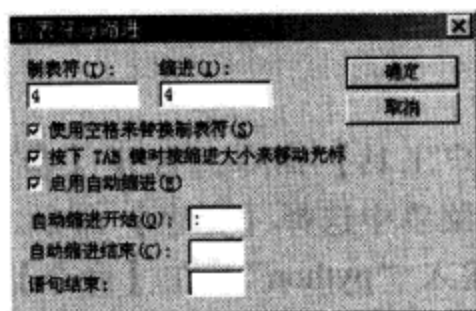 制表符与缩进
制表符(T): 缩进(I): 确定
4 4 取消
使用空格来替换制表符(S)
按下 TAB 键时按缩进大小来移动光标
启用自动缩进(E)
自动缩进开始(O): :
自动缩进结束(C):
语句结束: